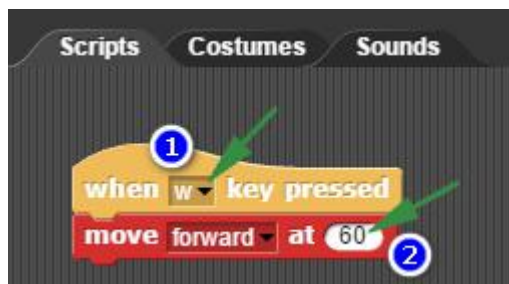 Scripts Costumes Sounds
1
when w key pressed
move forward at 60
2